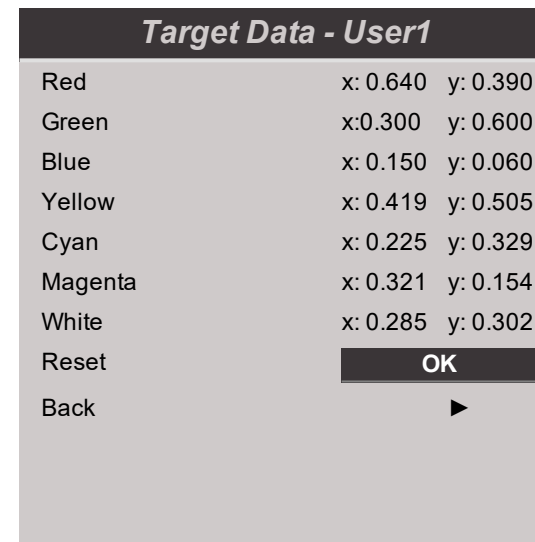 Target Data - User1
Red x: 0.640 y: 0.390
Green x:0.300 y: 0.600
Blue x: 0.150 y: 0.060
Yellow x: 0.419 y: 0.505
Cyan x: 0.225 y: 0.329
Magenta x: 0.321 y: 0.154
White x: 0.285 y: 0.302
Reset OK
Back ►